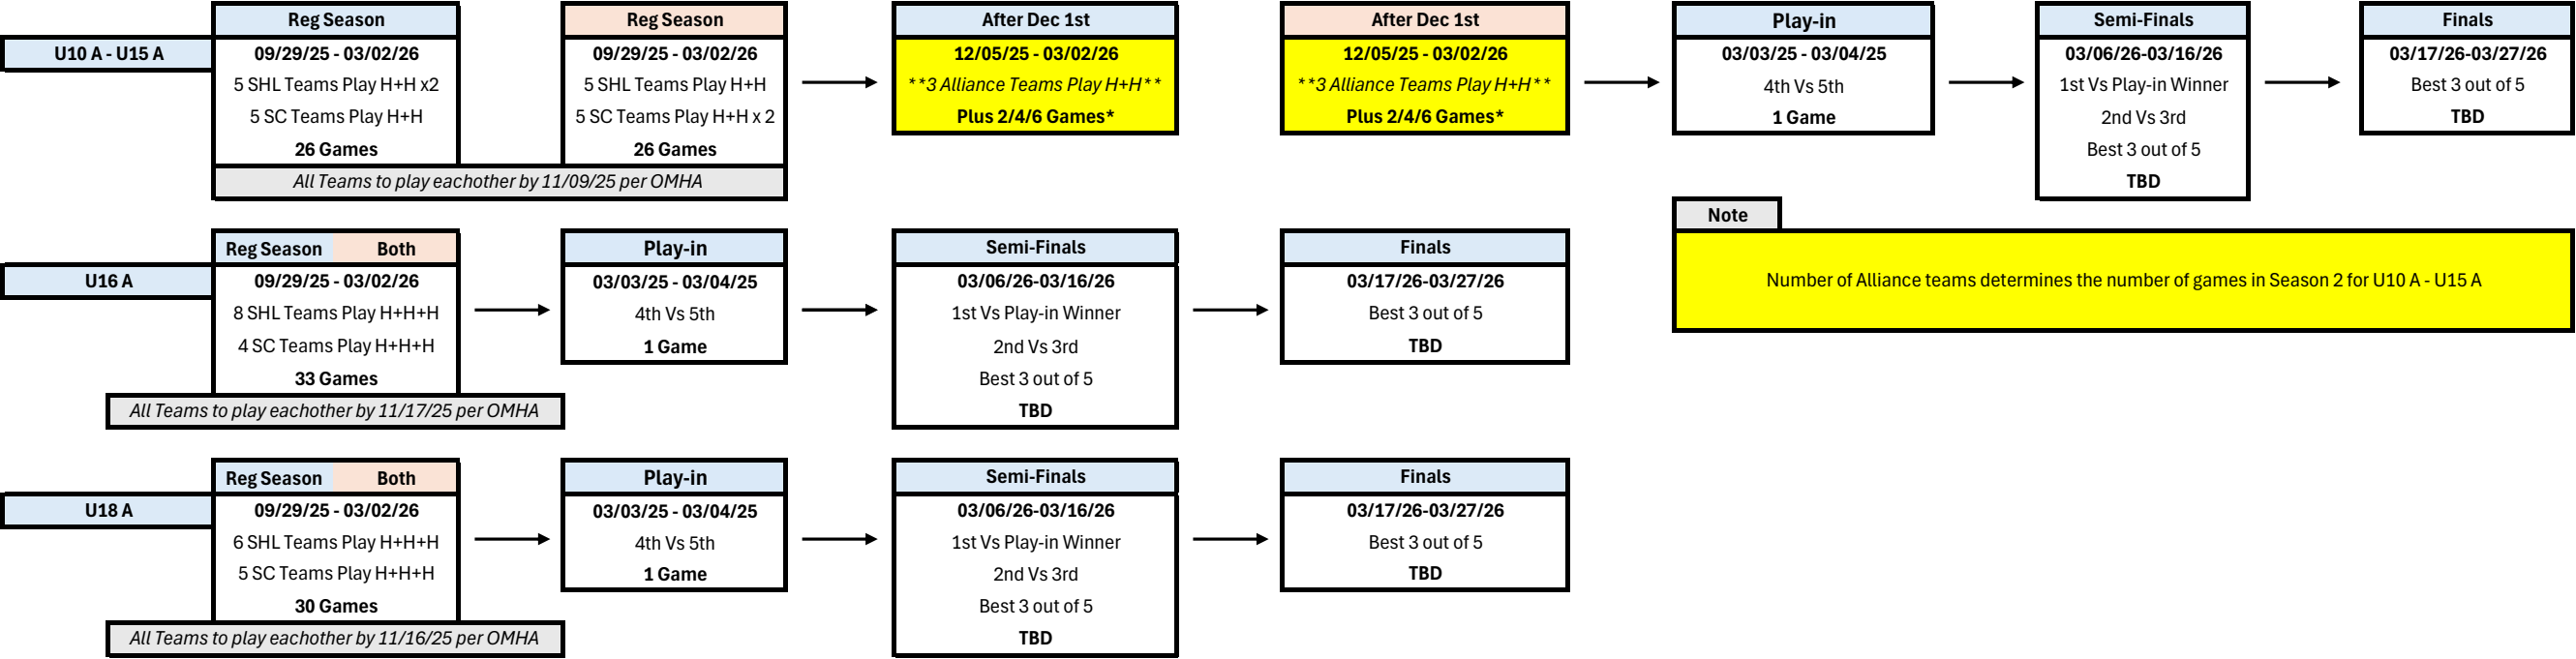 U10 A - U15 A
Reg Season
09/29/25 - 03/02/26
5 SHL Teams Play H+H x2
5 SC Teams Play H+H
26 Games
Reg Season
09/29/25 - 03/02/26
5 SHL Teams Play H+H
5 SC Teams Play H+H x 2
26 Games
All Teams to play eachother by 11/09/25 per OMHA
After Dec 1st
12/05/25 - 03/02/26
**3 Alliance Teams Play H+H**
Plus 2/4/6 Games*
After Dec 1st
12/05/25 - 03/02/26
**3 Alliance Teams Play H+H**
Plus 2/4/6 Games*
Play-in
03/03/25 - 03/04/25
4th Vs 5th
1 Game
Semi-Finals
03/06/26-03/16/26
1st Vs Play-in Winner
2nd Vs 3rd
Best 3 out of 5
TBD
Finals
03/17/26-03/27/26
Best 3 out of 5
TBD
Note
Number of Alliance teams determines the number of games in Season 2 for U10 A - U15 A
U16 A
Reg Season Both
09/29/25 - 03/02/26
8 SHL Teams Play H+H+H
4 SC Teams Play H+H+H
33 Games
All Teams to play eachother by 11/17/25 per OMHA
Play-in
03/03/25 - 03/04/25
4th Vs 5th
1 Game
Semi-Finals
03/06/26-03/16/26
1st Vs Play-in Winner
2nd Vs 3rd
Best 3 out of 5
TBD
Finals
03/17/26-03/27/26
Best 3 out of 5
TBD
U18 A
Reg Season Both
09/29/25 - 03/02/26
6 SHL Teams Play H+H+H
5 SC Teams Play H+H+H
30 Games
All Teams to play eachother by 11/16/25 per OMHA
Play-in
03/03/25 - 03/04/25
4th Vs 5th
1 Game
Semi-Finals
03/06/26-03/16/26
1st Vs Play-in Winner
2nd Vs 3rd
Best 3 out of 5
TBD
Finals
03/17/26-03/27/26
Best 3 out of 5
TBD